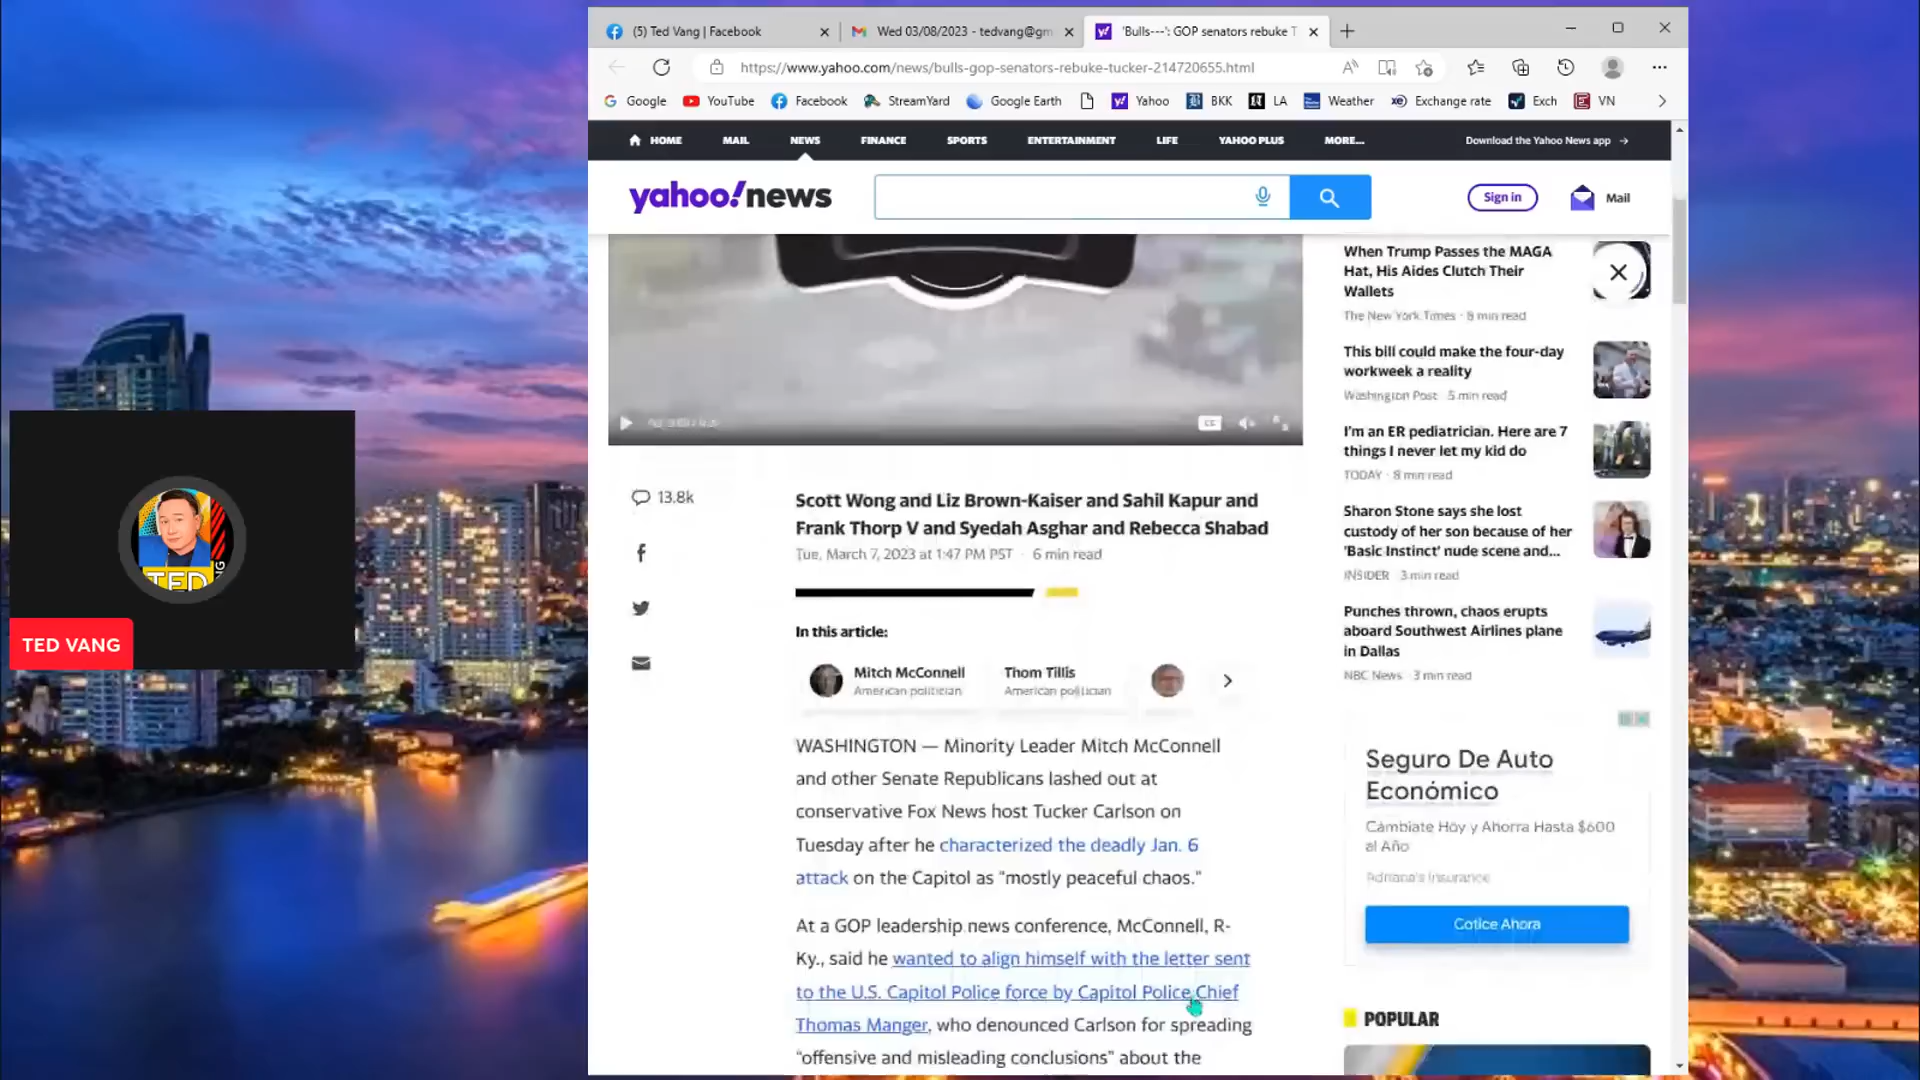 (5) Ted Vang | Facebook
Wed 03/08/2023 - tedvang@gm
'Bulls---': GOP senators rebuke T
https://www.yahoo.com/news/bulls-gop-senators-rebuke-tucker-214720655.html
Google
YouTube
Facebook
StreamYard
Google Earth
Yahoo
BKK
LA
Weather
Exchange rate
Exch
VN
HOME
MAIL
NEWS
FINANCE
SPORTS
ENTERTAINMENT
LIFE
YAHOO PLUS
MORE...
Download the Yahoo News app →
yahoo!news
Sign in
Mail
CC
13.8k
Scott Wong and Liz Brown-Kaiser and Sahil Kapur and
Frank Thorp V and Syedah Asghar and Rebecca Shabad
Tue, March 7, 2023 at 1:47 PM PST · 6 min read
In this article:
Mitch McConnell
American politician
Thom Tillis
American politician
WASHINGTON — Minority Leader Mitch McConnell
and other Senate Republicans lashed out at
conservative Fox News host Tucker Carlson on
Tuesday after he characterized the deadly Jan. 6
attack on the Capitol as "mostly peaceful chaos."
At a GOP leadership news conference, McConnell, R-
Ky., said he wanted to align himself with the letter sent
to the U.S. Capitol Police force by Capitol Police Chief
Thomas Manger, who denounced Carlson for spreading
"offensive and misleading conclusions" about the
When Trump Passes the MAGA
Hat, His Aides Clutch Their
Wallets
The New York Times · 8 min read
This bill could make the four-day
workweek a reality
Washington Post · 5 min read
I'm an ER pediatrician. Here are 7
things I never let my kid do
TODAY · 8 min read
Sharon Stone says she lost
custody of her son because of her
'Basic Instinct' nude scene and...
INSIDER · 3 min read
Punches thrown, chaos erupts
aboard Southwest Airlines plane
in Dallas
NBC News · 3 min read
Seguro De Auto
Económico
Cámbiate Hoy y Ahorra Hasta $600
al Año
Adriana's Insurance
Cotice Ahora
POPULAR
TED
TED VANG